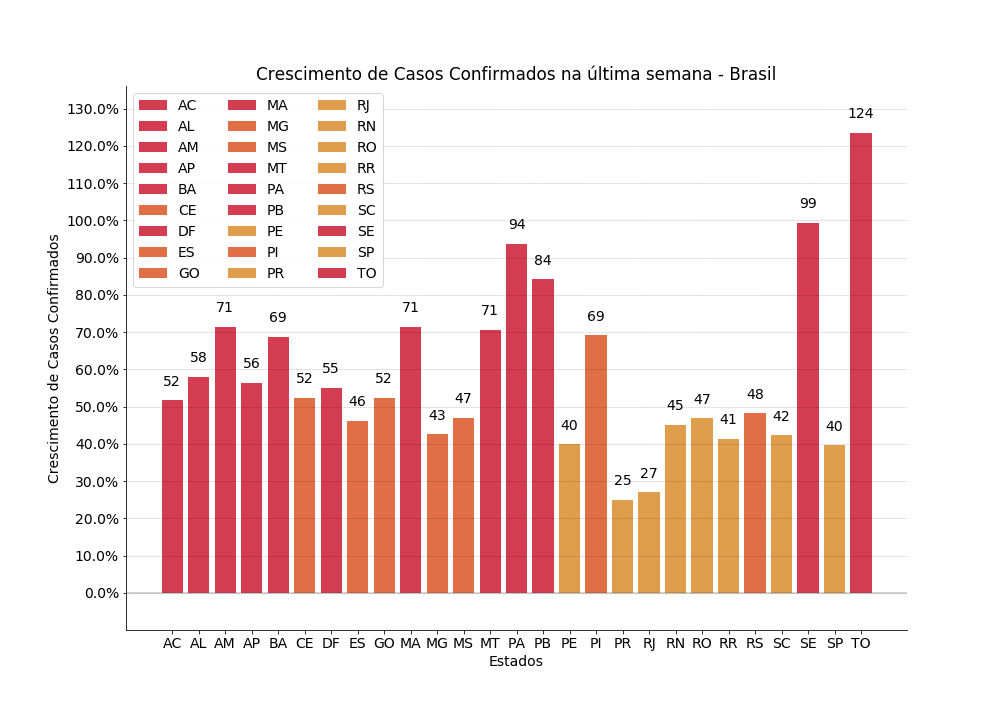 Crescimento de Casos Confirmados na última semana - Brasil
Crescimento de Casos Confirmados
130.0%
120.0%
110.0%
100.0%
90.0%
80.0%
70.0%
60.0%
50.0%
40.0%
30.0%
20.0%
10.0%
0.0%
AC MA RJ
AL MG RN
AM MS RO
AP MT RR
BA PA RS
CE PB SC
DF PE SE
ES PI SP
GO PR TO
52 58 71 56 69 52 55 46 52 71 43 47 71 94 84 40 69 25 27 45 47 41 48 42 99 40 124
AC AL AM AP BA CE DF ES GO MA MG MS MT PA PB PE PI PR RJ RN RO RR RS SC SE SP TO
Estados